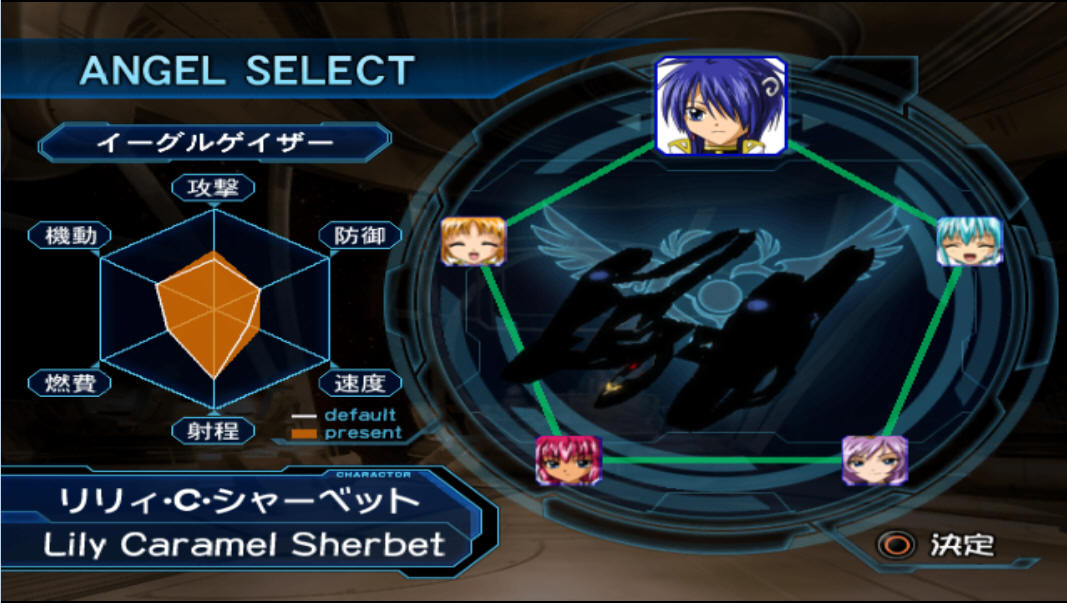 ANGEL SELECT
イーグルゲイザー
攻撃
機動
防御
燃費
速度
射程
default
present
CHARACTOR
リリィ・C・シャーベット
Lily Caramel Sherbet
決定